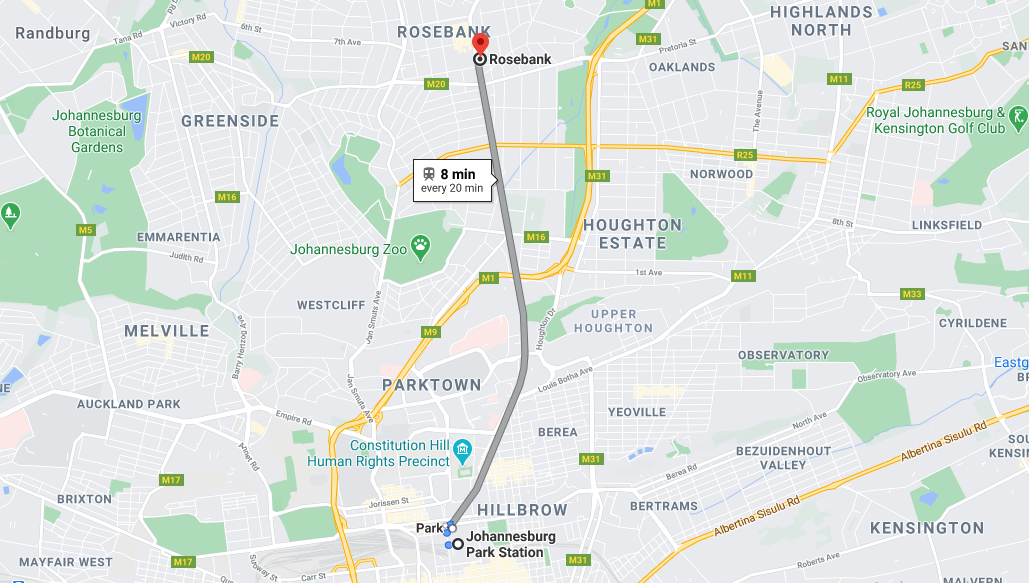 M1
HIGHLANDS
NORTH
Randburg
Victory Rd
Tana Rd
6th St
7th Ave
ROSEBANK
M31
Pretoria St
M20
Rosebank
OAKLANDS
M20
M11
R25
The Avenue
Johannesburg
Botanical
Gardens
GREENSIDE
Royal Johannesburg &
Kensington Golf Club
R25
8 min
every 20 min
M31
NORWOOD
M16
M5
EMMARENTIA
Judith Rd
Johannesburg Zoo
M16
HOUGHTON
ESTATE
8th St
LINKSFIELD
M1
1st Ave
M11
M33
WESTCLIFF
Jan Smuts Ave
Barry Hertzog Ave
MELVILLE
M9
Houghton Dr
UPPER
HOUGHTON
CYRILDENE
OBSERVATORY
Observatory Ave
Eastg
PARKTOWN
Louis Botha Ave
Jan Smuts Ave
NE
BR
AUCKLAND PARK
Empire Rd
YEOVILLE
North Ave
BEREA
Albertina Sisulu Rd
Constitution Hill
Human Rights Precinct
Annet Rd
M31
Berea Rd
BEZUIDENHOUT
VALLEY
SOU
KENSIN
M17
BRIXTON
Jorissen St
HILLBROW
BERTRAMS
Albertina Sisulu Rd
KENSINGTON
Park
Johannesburg
Park Station
MAYFAIR WEST
M17
Subway St
Carr St
M31
Roberts Ave
MALVERN